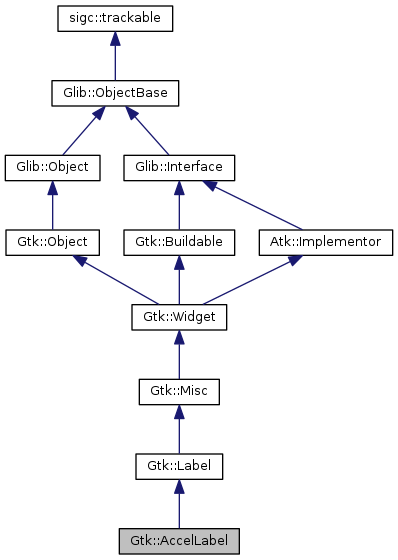 sigc::trackable
Glib::ObjectBase
Glib::Object
Glib::Interface
Gtk::Object
Gtk::Buildable
Atk::Implementor
Gtk::Widget
Gtk::Misc
Gtk::Label
Gtk::AccelLabel